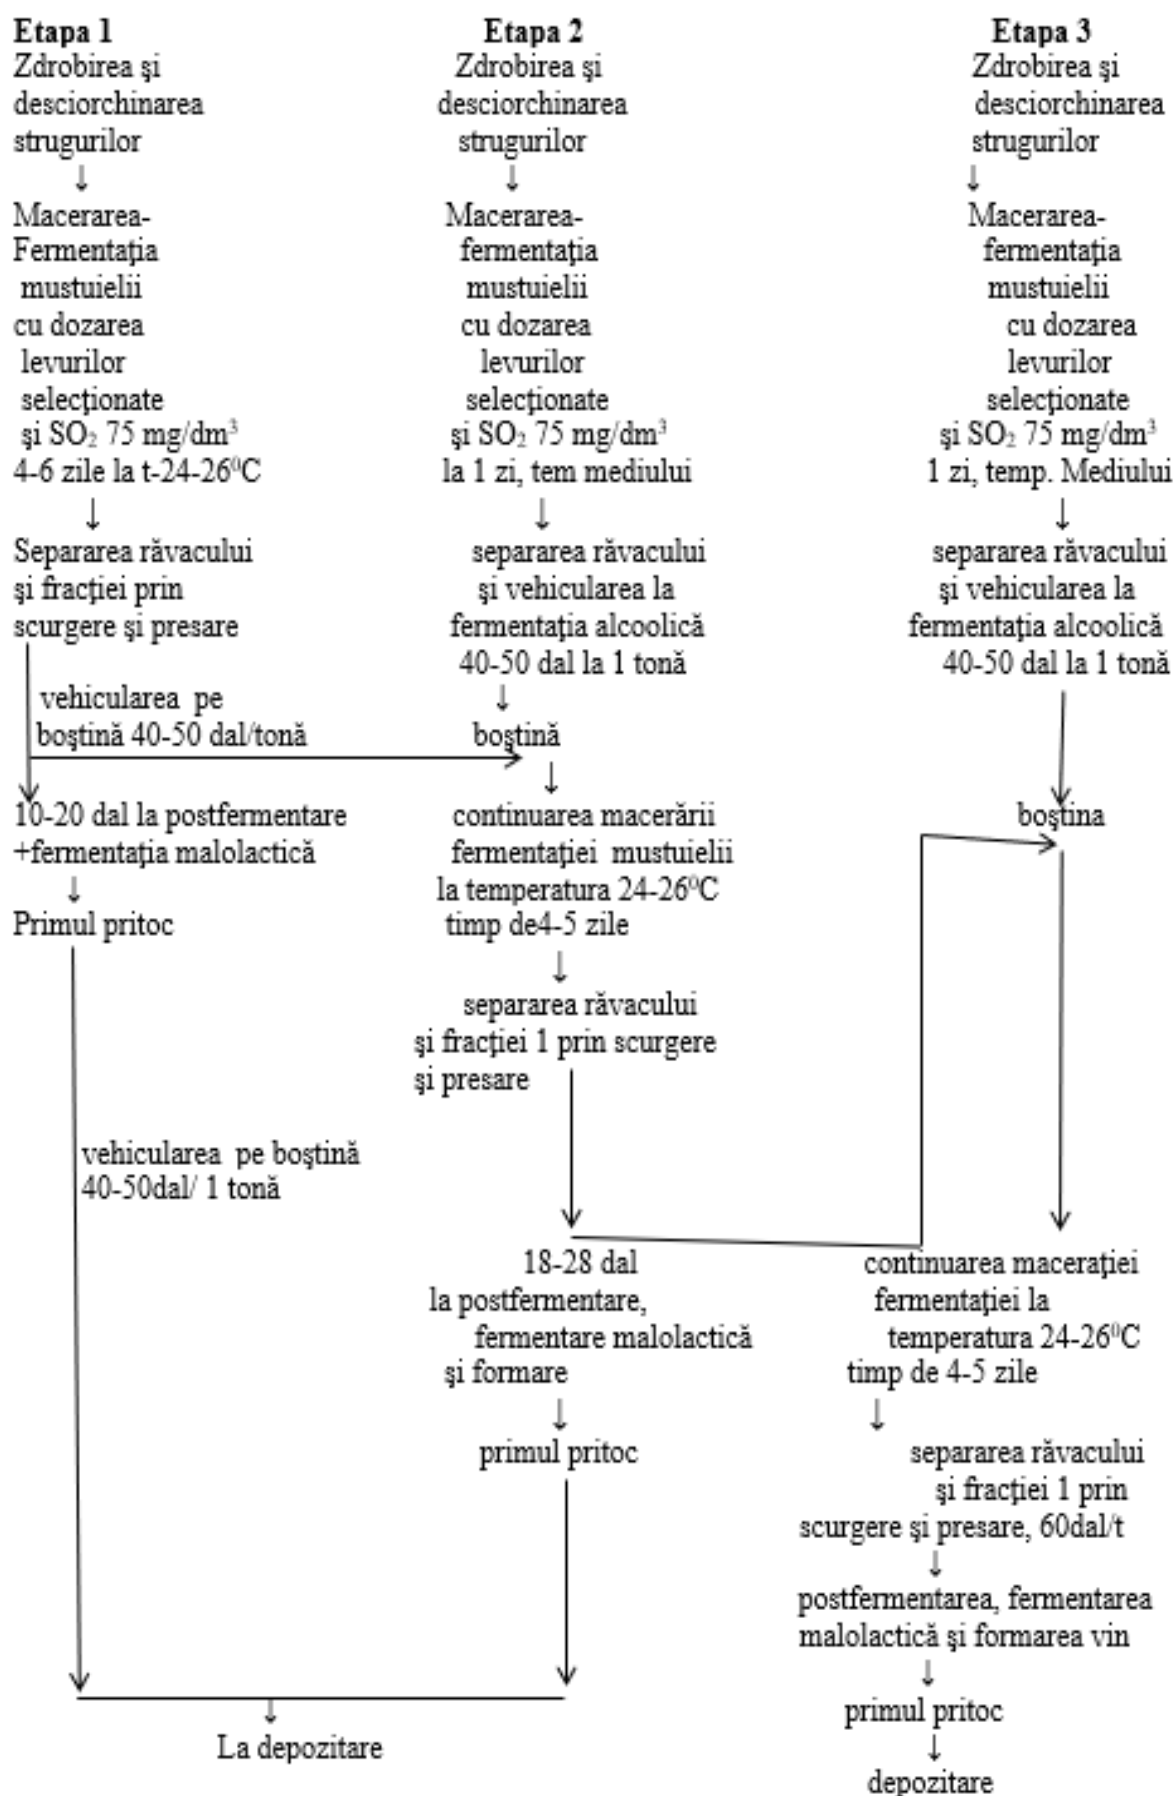 Etapa 1
Zdrobirea şi
desciorchinarea
strugurilor
↓
Macerarea-
Fermentaţia
mustuielii
cu dozarea
levurilor
selecţionate
şi SO₂ 75 mg/dm³
4-6 zile la t-24-26⁰C
↓
Separarea răvacului
şi fracţiei prin
scurgere şi presare
vehicularea pe
boştină 40-50 dal/tonă
10-20 dal la postfermentare
+fermentaţia malolactică
↓
Primul pritoc
vehicularea pe boştină
40-50dal/ 1 tonă
Etapa 2
Zdrobirea şi
desciorchinarea
strugurilor
↓
Macerarea-
fermentaţia
mustuielii
cu dozarea
levurilor
selecţionate
şi SO₂ 75 mg/dm³
la 1 zi, tem mediului
↓
separarea răvacului
şi vehicularea la
fermentaţia alcoolică
40-50 dal la 1 tonă
↓
boştină
↓
continuarea macerării
fermentaţiei mustuielii
la temperatura 24-26⁰C
timp de4-5 zile
↓
separarea răvacului
şi fracţiei 1 prin scurgere
şi presare
18-28 dal
la postfermentare,
fermentare malolactică
şi formare
↓
primul pritoc
↓
La depozitare
Etapa 3
Zdrobirea şi
desciorchinarea
strugurilor
↓
Macerarea-
fermentaţia
mustuielii
cu dozarea
levurilor
selecţionate
şi SO₂ 75 mg/dm³
1 zi, temp. Mediului
↓
separarea răvacului
şi vehicularea la
fermentaţia alcoolică
40-50 dal la 1 tonă
boştina
continuarea maceraţiei
fermentaţiei la
temperatura 24-26⁰C
timp de 4-5 zile
↓
separarea răvacului
şi fracţiei 1 prin
scurgere şi presare, 60dal/t
↓
postfermentarea, fermentarea
malolactică şi formarea vin
↓
primul pritoc
↓
depozitare